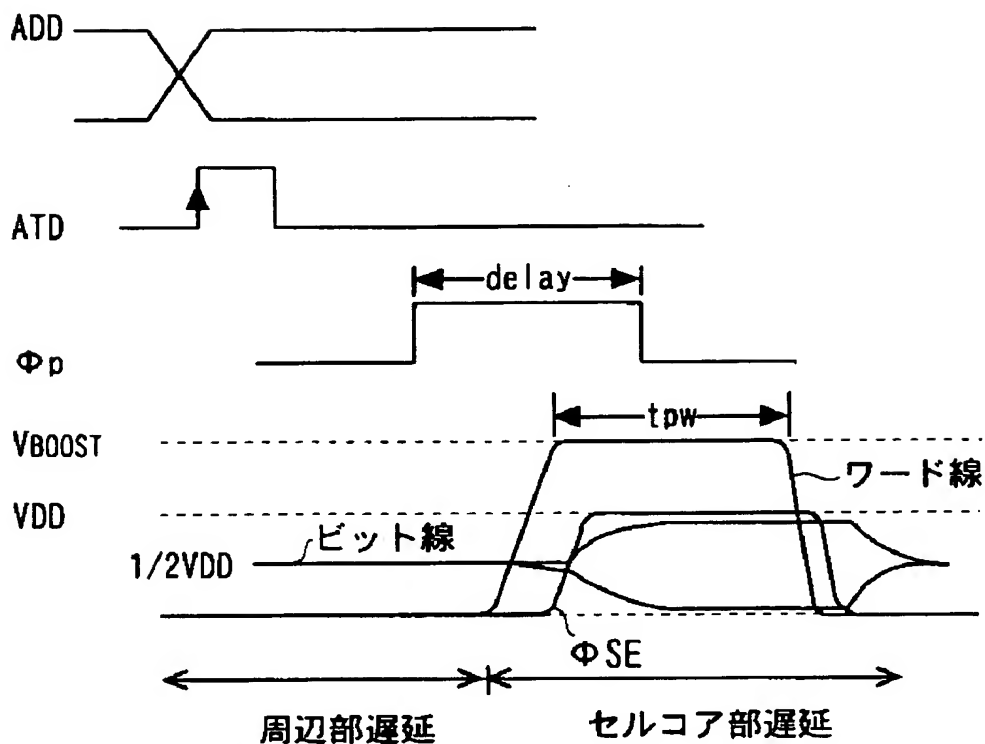 ADD
ATD
delay
Φp
tpw
VBOOST
ワード線
VDD
ビット線
1/2VDD
ΦSE
周辺部遅延
セルコア部遅延